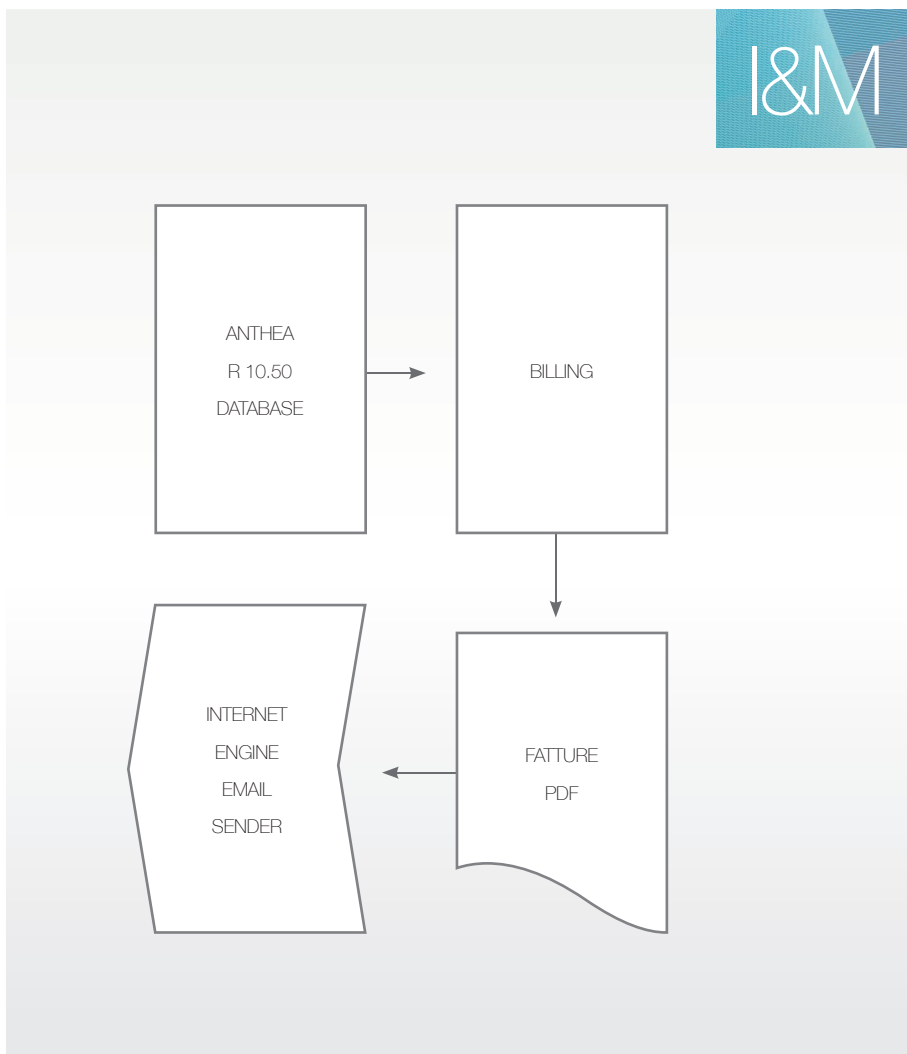 I&M
ANTHEA
R 10.50
DATABASE
BILLING
INTERNET
ENGINE
EMAIL
SENDER
FATTURE
PDF